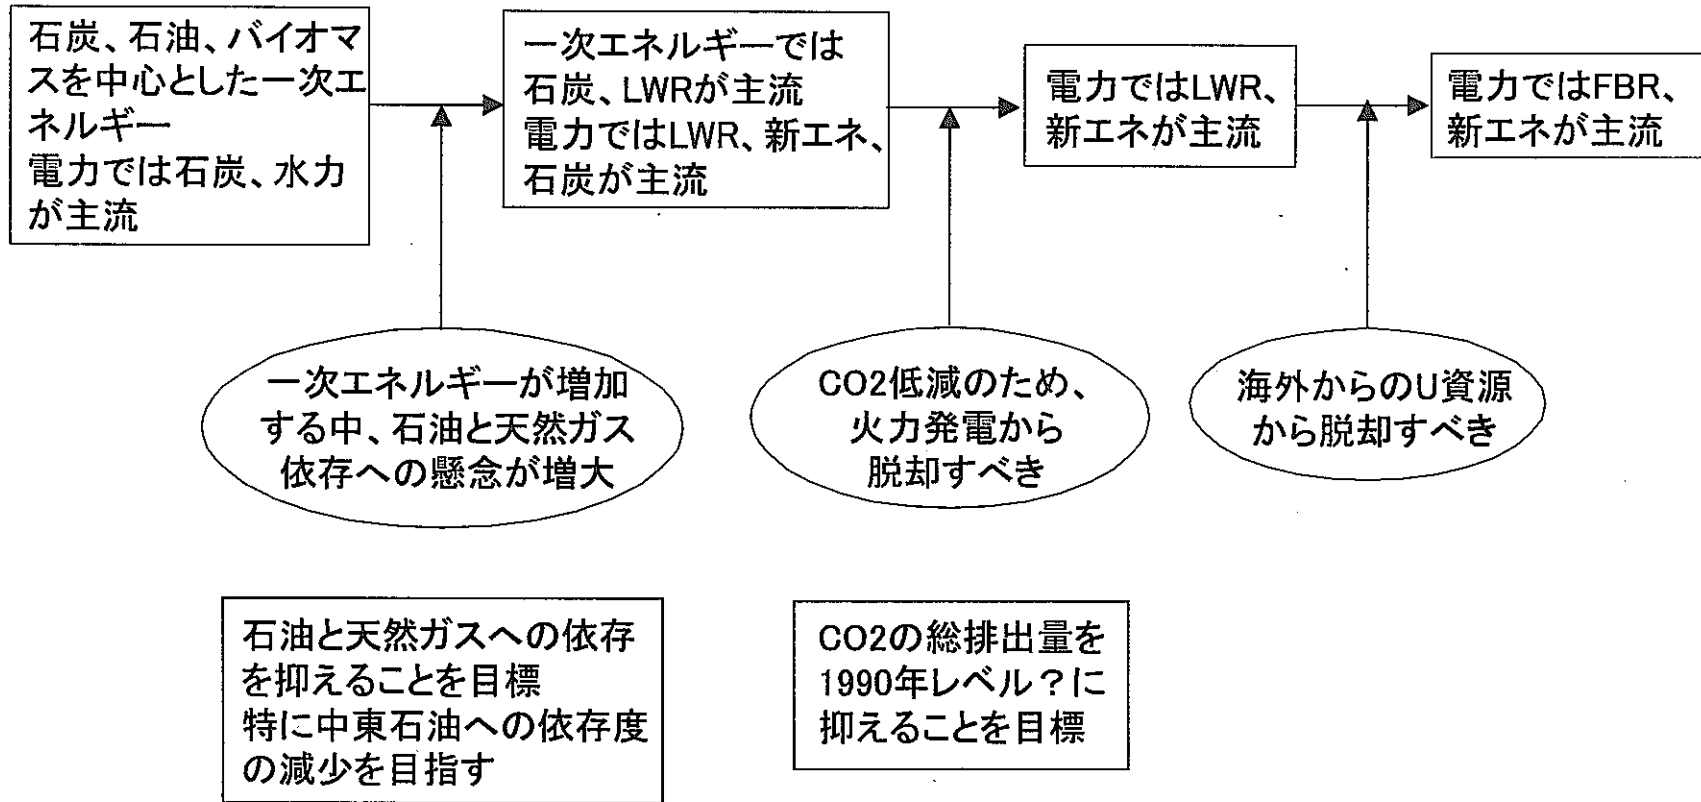 石炭、石油、バイオマ
スを中心とした一次エ
ネルギー
電力では石炭、水力
が主流
一次エネルギーでは
石炭、LWRが主流
電力ではLWR、新エネ、
石炭が主流
電力ではLWR、
新エネが主流
電力ではFBR、
新エネが主流
一次エネルギーが増加
する中、石油と天然ガス
依存への懸念が増大
CO2低減のため、
火力発電から
脱却すべき
海外からのU資源
から脱却すべき
石油と天然ガスへの依存
を抑えることを目標
特に中東石油への依存度
の減少を目指す
CO2の総排出量を
1990年レベル？に
抑えることを目標